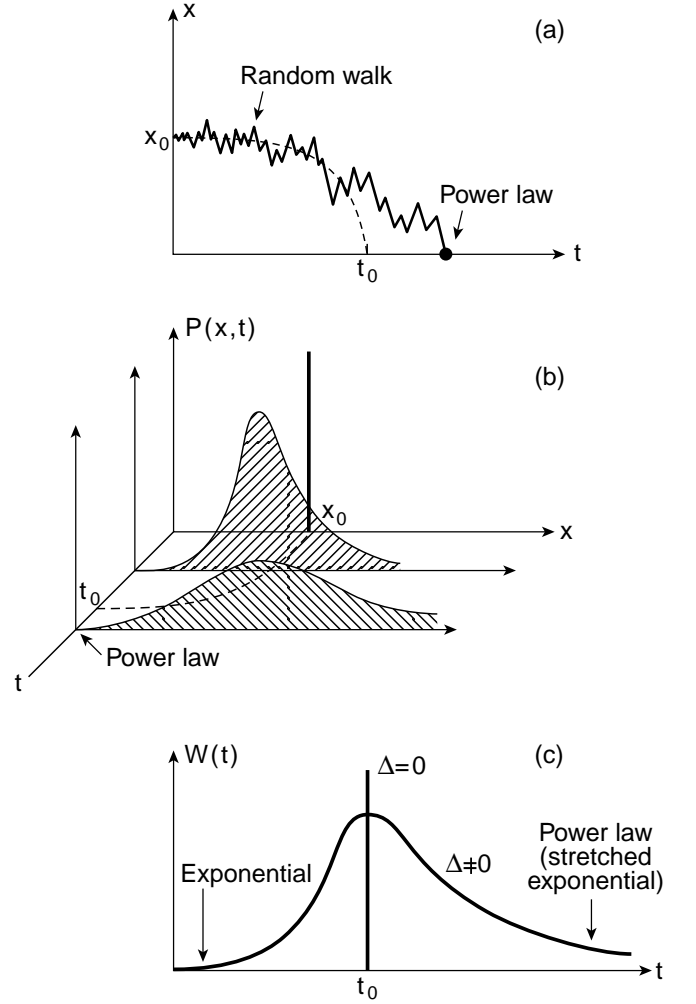 x
(a)
Random walk
x₀
Power law
t₀
t
P(x,t)
(b)
x₀
x
t₀
Power law
t
W(t)
(c)
Δ=0
Power law
(stretched
exponential)
Δ≠0
Exponential
t₀
t